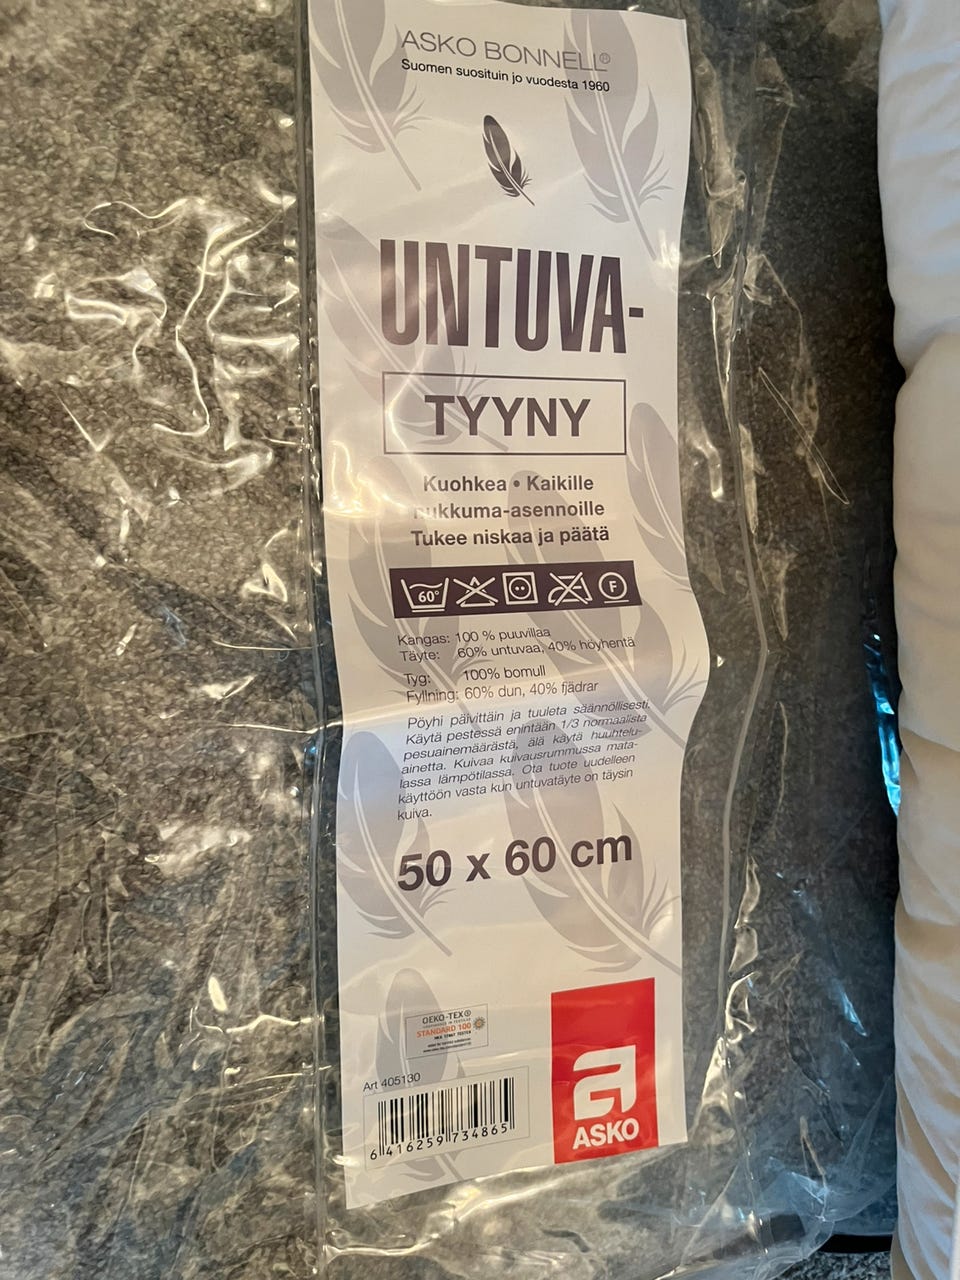 ASKO BONNELL®
Suomen suosituin jo vuodesta 1960
UNTUVA-
TYYNY
Kuohkea • Kaikille
nukkuma-asennoille
Tukee niskaa ja päätä
60° F
Kangas: 100 % puuvillaa
Täyte: 60% untuvaa, 40% höyhentä
Tyg: 100% bomull
Fyllning: 60% dun, 40% fjädrar
Pöyhi päivittäin ja tuuleta säännöllisesti.
Käytä pestessä enintään 1/3 normaalista
pesuainemäärästä, älä käytä huuhtelu-
ainetta. Kuivaa kuivausrummussa mata-
lassa lämpötilassa. Ota tuote uudelleen
käyttöön vasta kun untuvatäyte on täysin
kuiva.
50 x 60 cm
OEKO-TEX®
STANDARD 100
Art 405130
6 416259 734865
a
ASKO